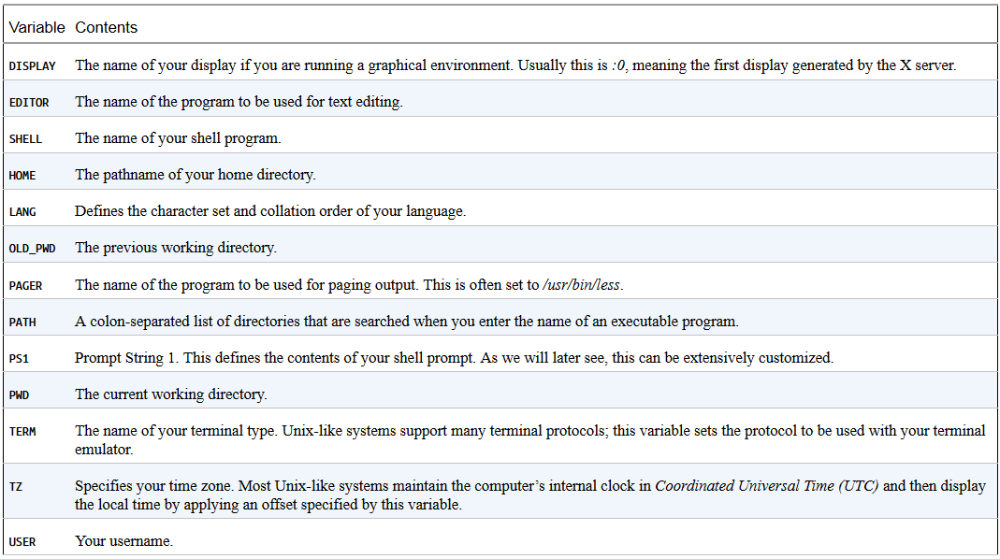 Variable Contents
DISPLAY The name of your display if you are running a graphical environment. Usually this is :0, meaning the first display generated by the X server.
EDITOR The name of the program to be used for text editing.
SHELL The name of your shell program.
HOME The pathname of your home directory.
LANG Defines the character set and collation order of your language.
OLD_PWD The previous working directory.
PAGER The name of the program to be used for paging output. This is often set to /usr/bin/less.
PATH A colon-separated list of directories that are searched when you enter the name of an executable program.
PS1 Prompt String 1. This defines the contents of your shell prompt. As we will later see, this can be extensively customized.
PWD The current working directory.
TERM The name of your terminal type. Unix-like systems support many terminal protocols; this variable sets the protocol to be used with your terminal
emulator.
TZ Specifies your time zone. Most Unix-like systems maintain the computer’s internal clock in Coordinated Universal Time (UTC) and then display
the local time by applying an offset specified by this variable.
USER Your username.